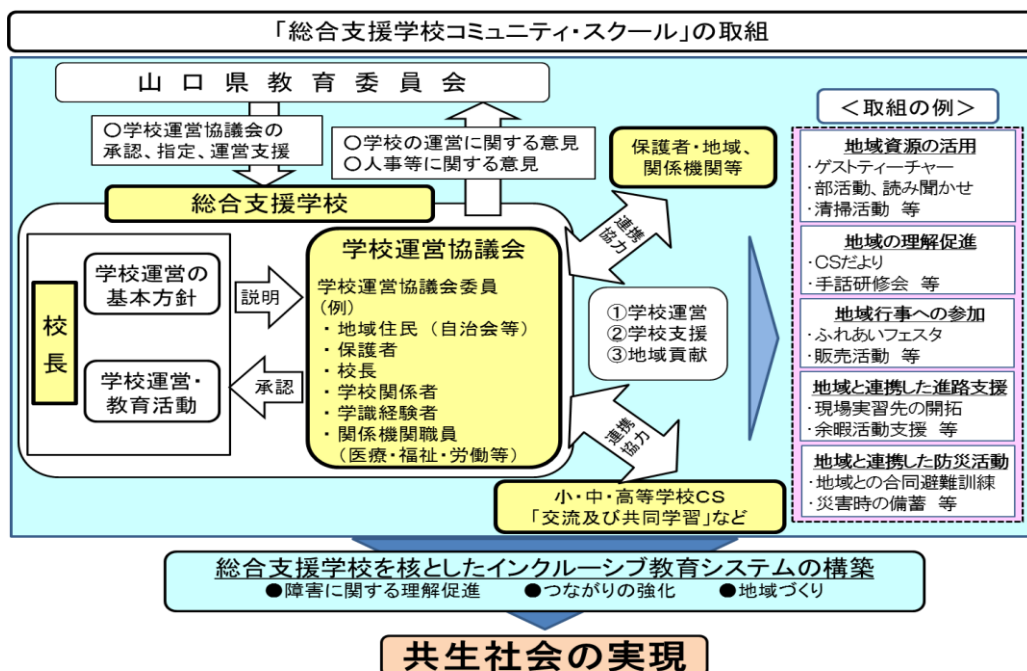 「総合支援学校コミュニティ・スクール」の取組
山口県教育委員会
○学校運営協議会の
承認、指定、運営支援
○学校の運営に関する意見
○人事等に関する意見
保護者・地域、
関係機関等
総合支援学校
校長
学校運営の
基本方針
説明
学校運営・
教育活動
承認
学校運営協議会
学校運営協議会委員
(例)
・地域住民（自治会等）
・保護者
・校長
・学校関係者
・学識経験者
・関係機関職員
（医療・福祉・労働等）
連携
協力
①学校運営
②学校支援
③地域貢献
連携
協力
小・中・高等学校CS
「交流及び共同学習」など
＜取組の例＞
地域資源の活用
・ゲストティーチャー
・部活動、読み聞かせ
・清掃活動 等
地域の理解促進
・CSだより
・手話研修会 等
地域行事への参加
・ふれあいフェスタ
・販売活動 等
地域と連携した進路支援
・現場実習先の開拓
・余暇活動支援 等
地域と連携した防災活動
・地域との合同避難訓練
・災害時の備蓄 等
総合支援学校を核としたインクルーシブ教育システムの構築
●障害に関する理解促進 ●つながりの強化 ●地域づくり
共生社会の実現